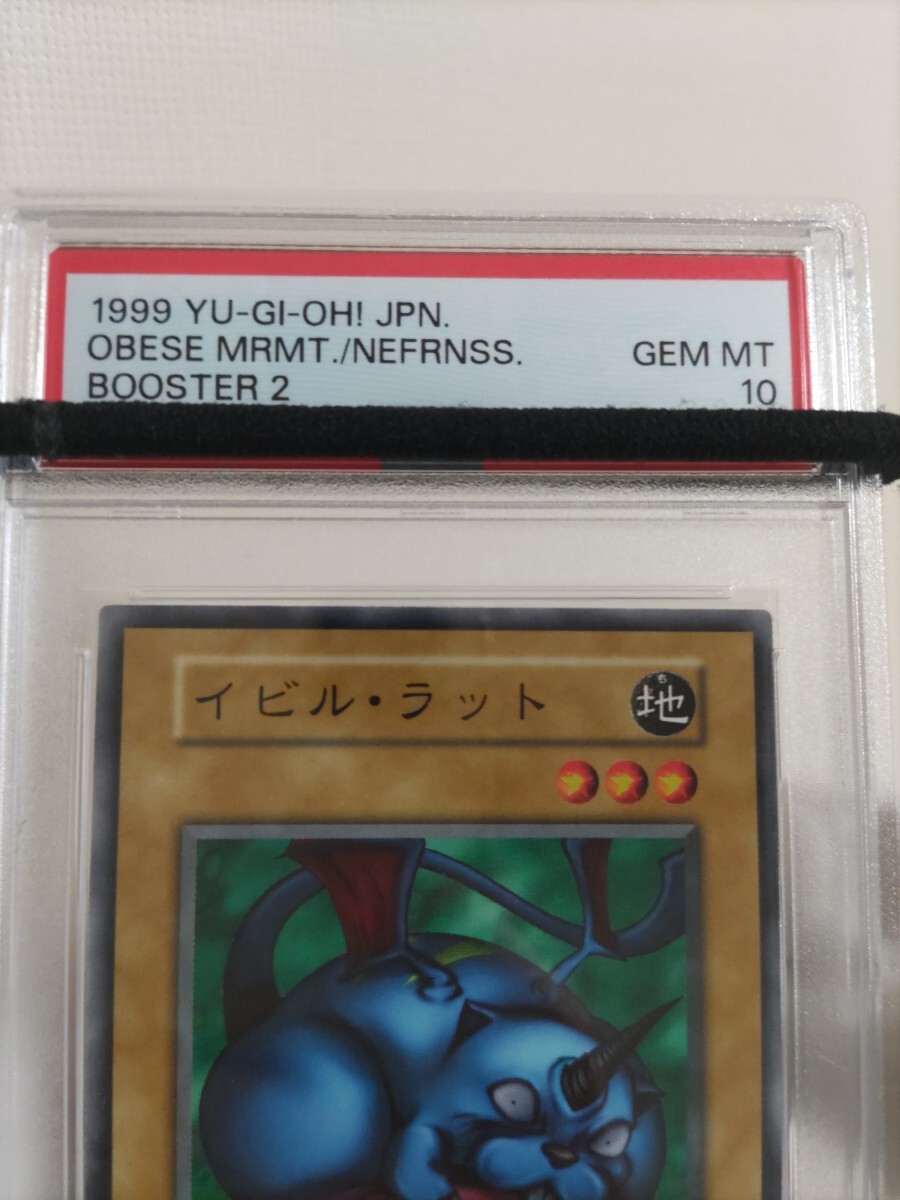 1999 YU-GI-OH! JPN.
OBESE MRMT./NEFRNSS. GEM MT
BOOSTER 2 10
イビル・ラット
ち
地